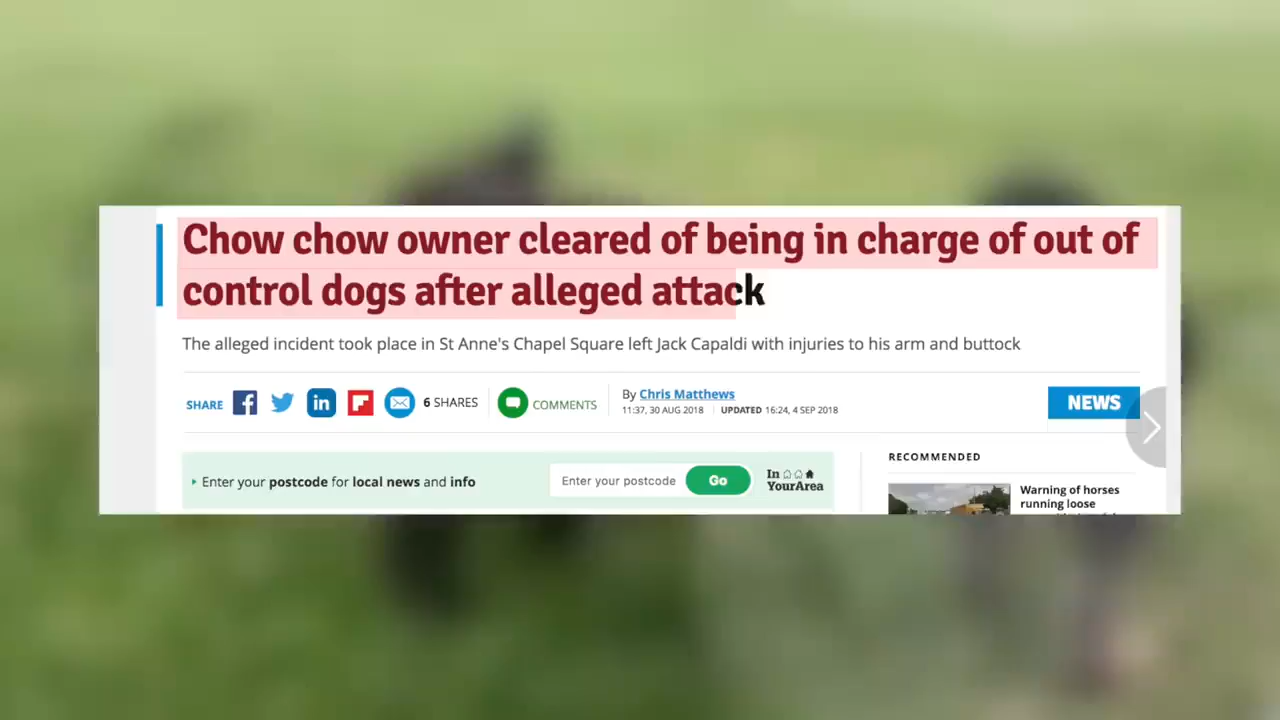 Chow chow owner cleared of being in charge of out of
control dogs after alleged attack
The alleged incident took place in St Anne's Chapel Square left Jack Capaldi with injuries to his arm and buttock
SHARE
in
6 SHARES
COMMENTS
By Chris Matthews
11:37, 30 AUG 2018 | UPDATED 16:24, 4 SEP 2018
NEWS
Enter your postcode for local news and info
Enter your postcode
Go
In
YourArea
RECOMMENDED
Warning of horses
running loose